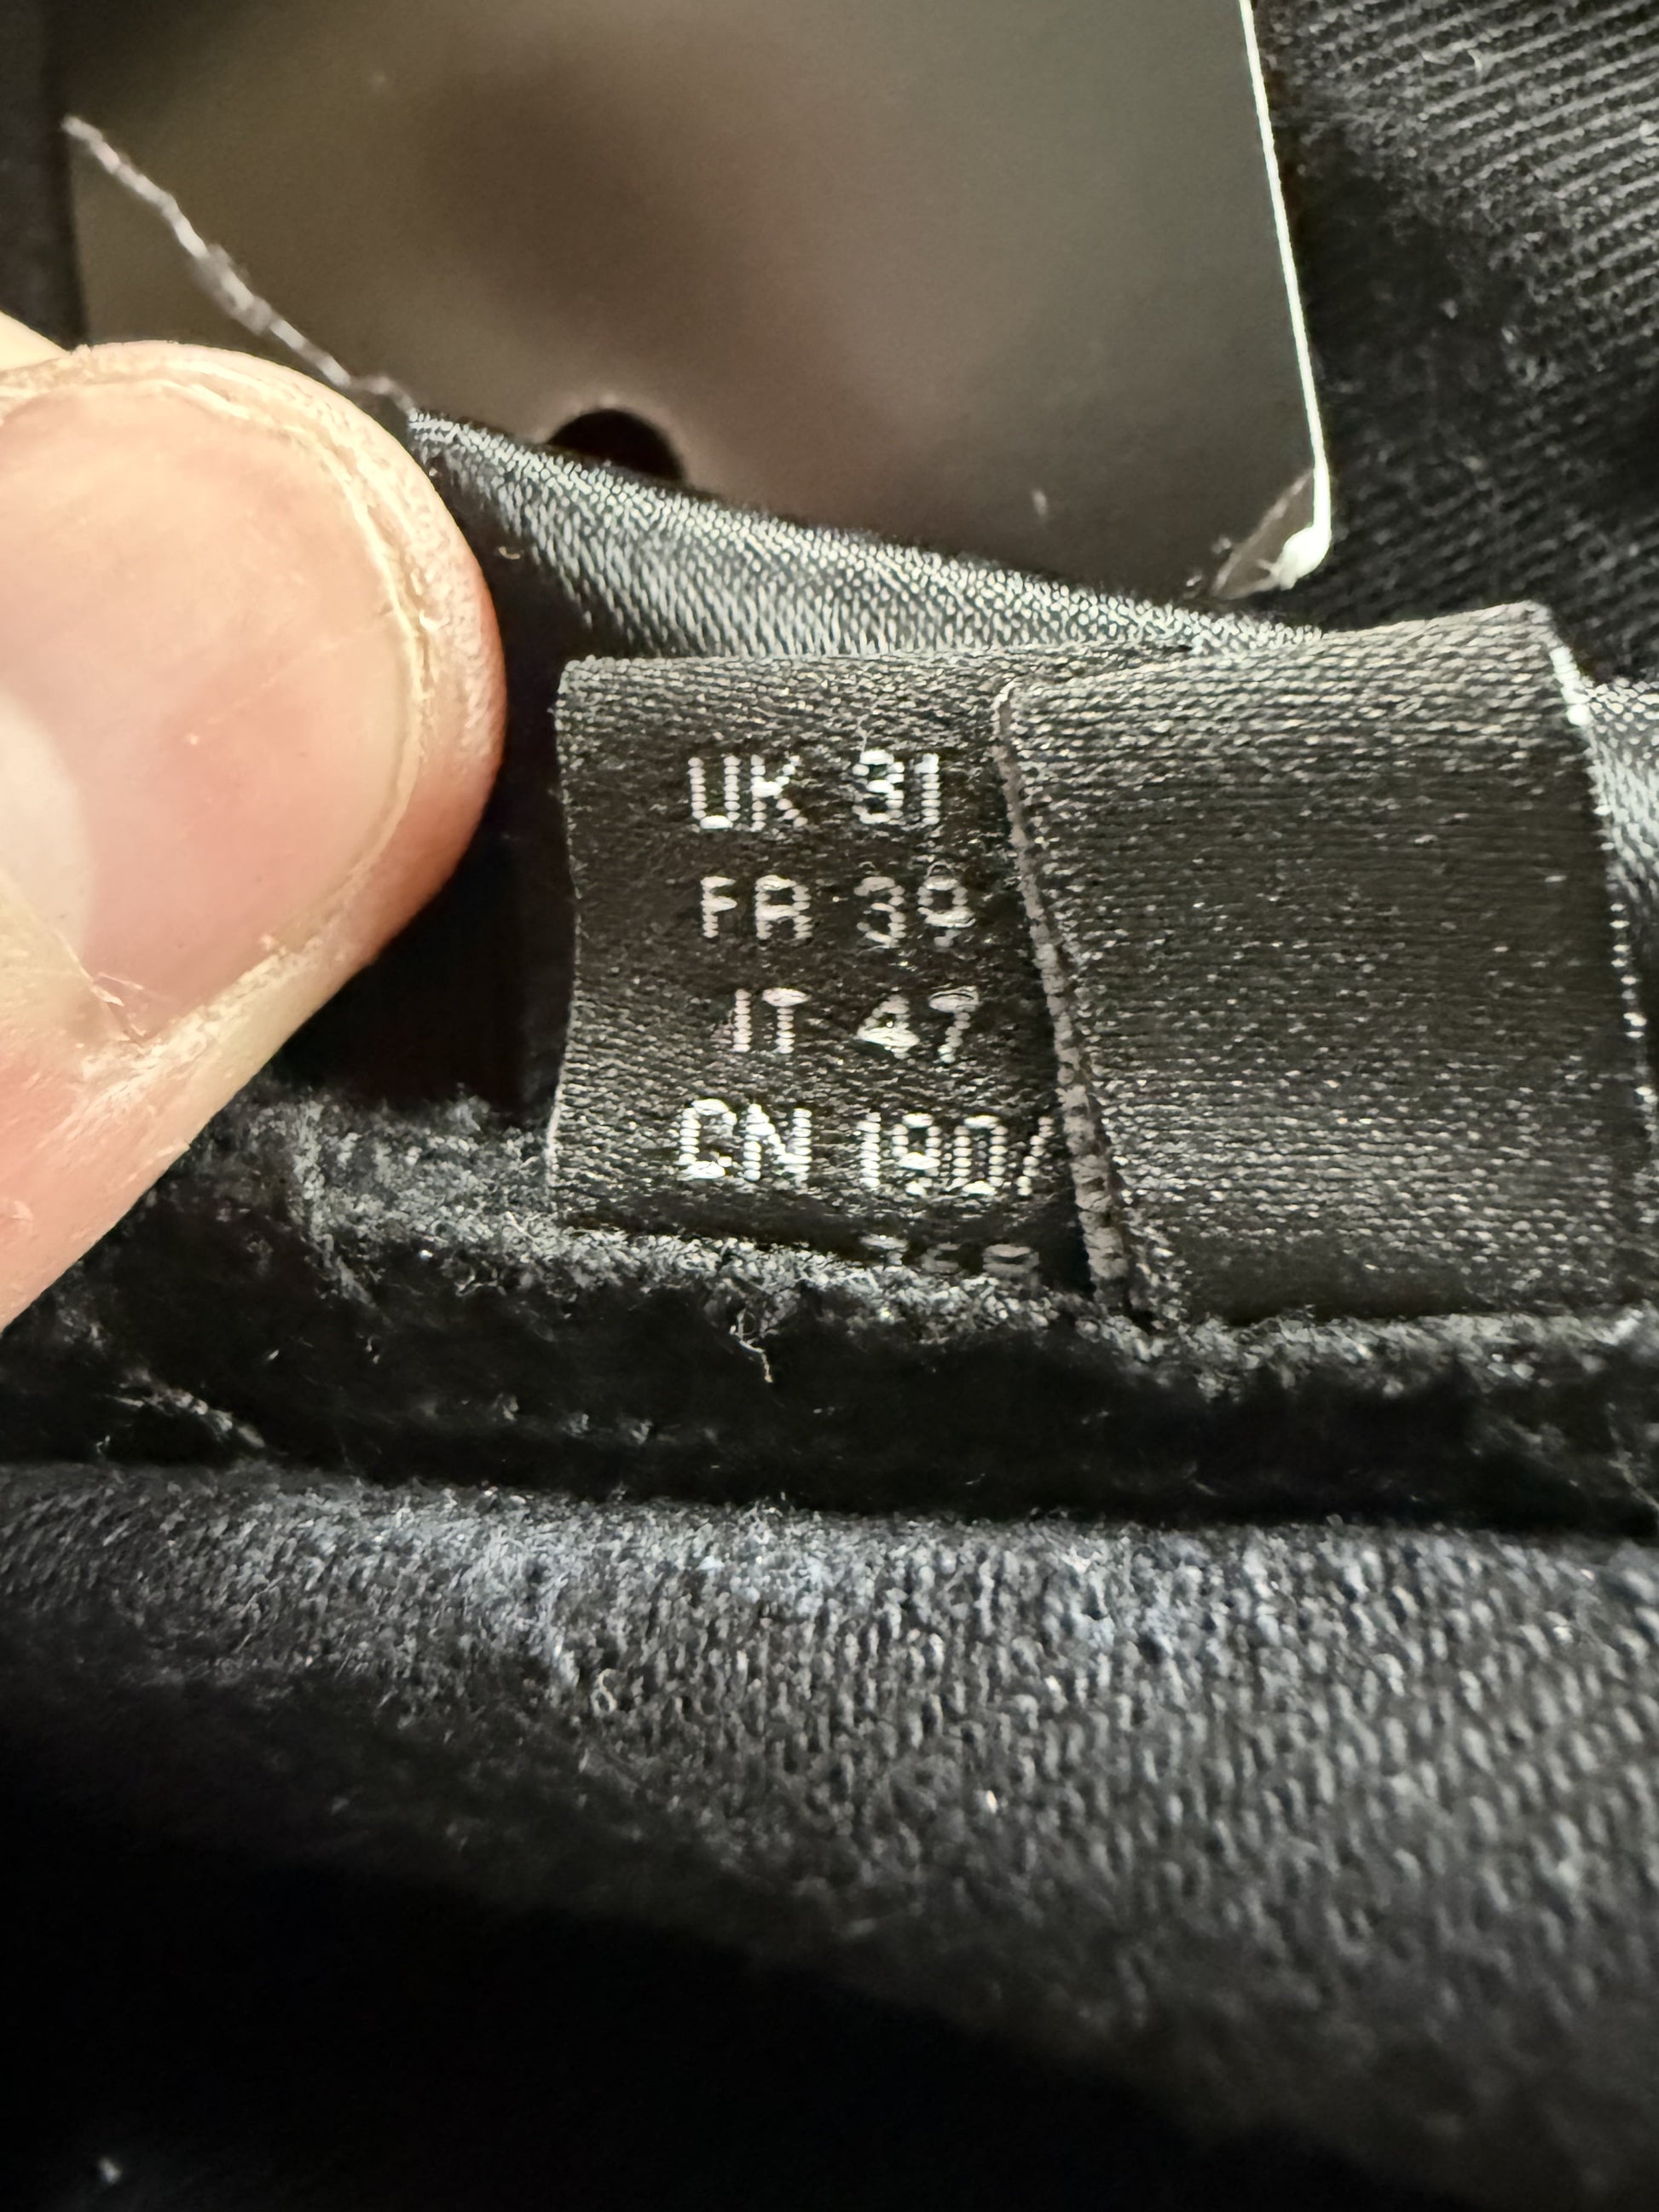 UK 31
FR 39
IT 47
CN 190/